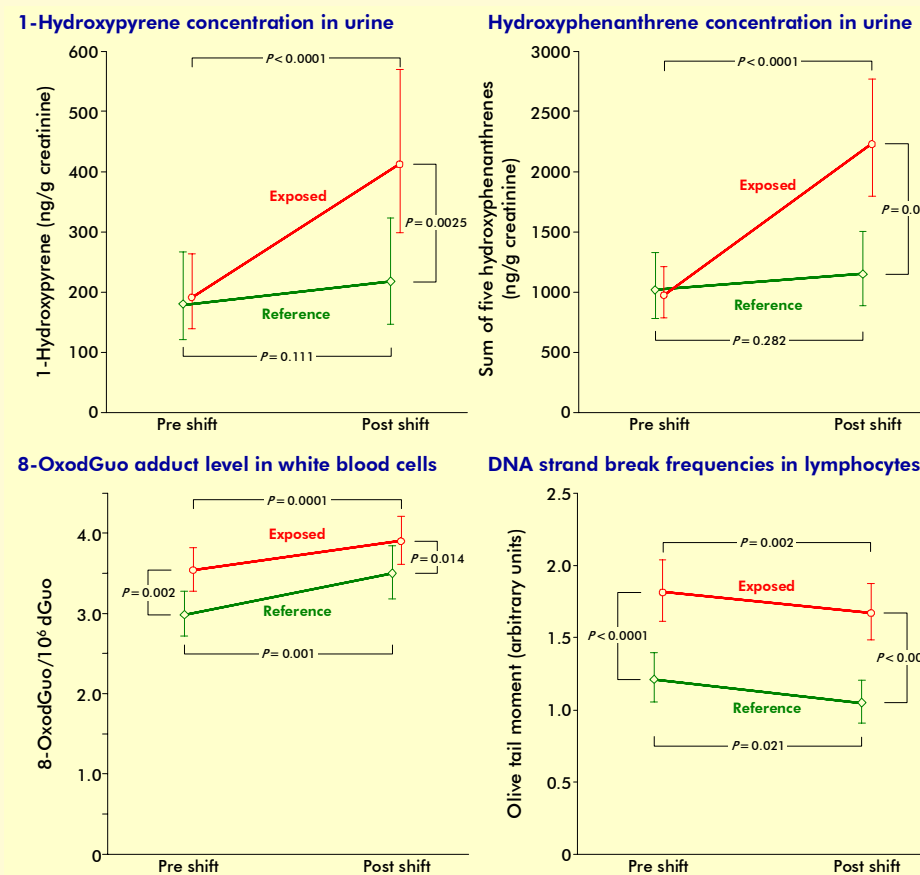 1-Hydroxypyrene concentration in urine
1-Hydroxypyrene (ng/g creatinine)
600
500
400
300
200
100
0
P < 0.0001
Exposed
P = 0.0025
Reference
P = 0.111
Pre shift
Post shift
Hydroxyphenanthrene concentration in urine
Sum of five hydroxyphenanthrenes
(ng/g creatinine)
3000
2500
2000
1500
1000
500
0
P < 0.0001
Exposed
P = 0.0
Reference
P = 0.282
Pre shift
Post shift
8-OxodGuo adduct level in white blood cells
8-OxodGuo/10⁶ dGuo
4.0
3.0
2.0
1.0
0
P = 0.0001
Exposed
P = 0.014
P = 0.002
Reference
P = 0.001
Pre shift
Post shift
DNA strand break frequencies in lymphocytes
Olive tail moment (arbitrary units)
2.5
2.0
1.5
1.0
0.5
0
P = 0.002
Exposed
P < 0.0001
P < 0.00
Reference
P = 0.021
Pre shift
Post shift